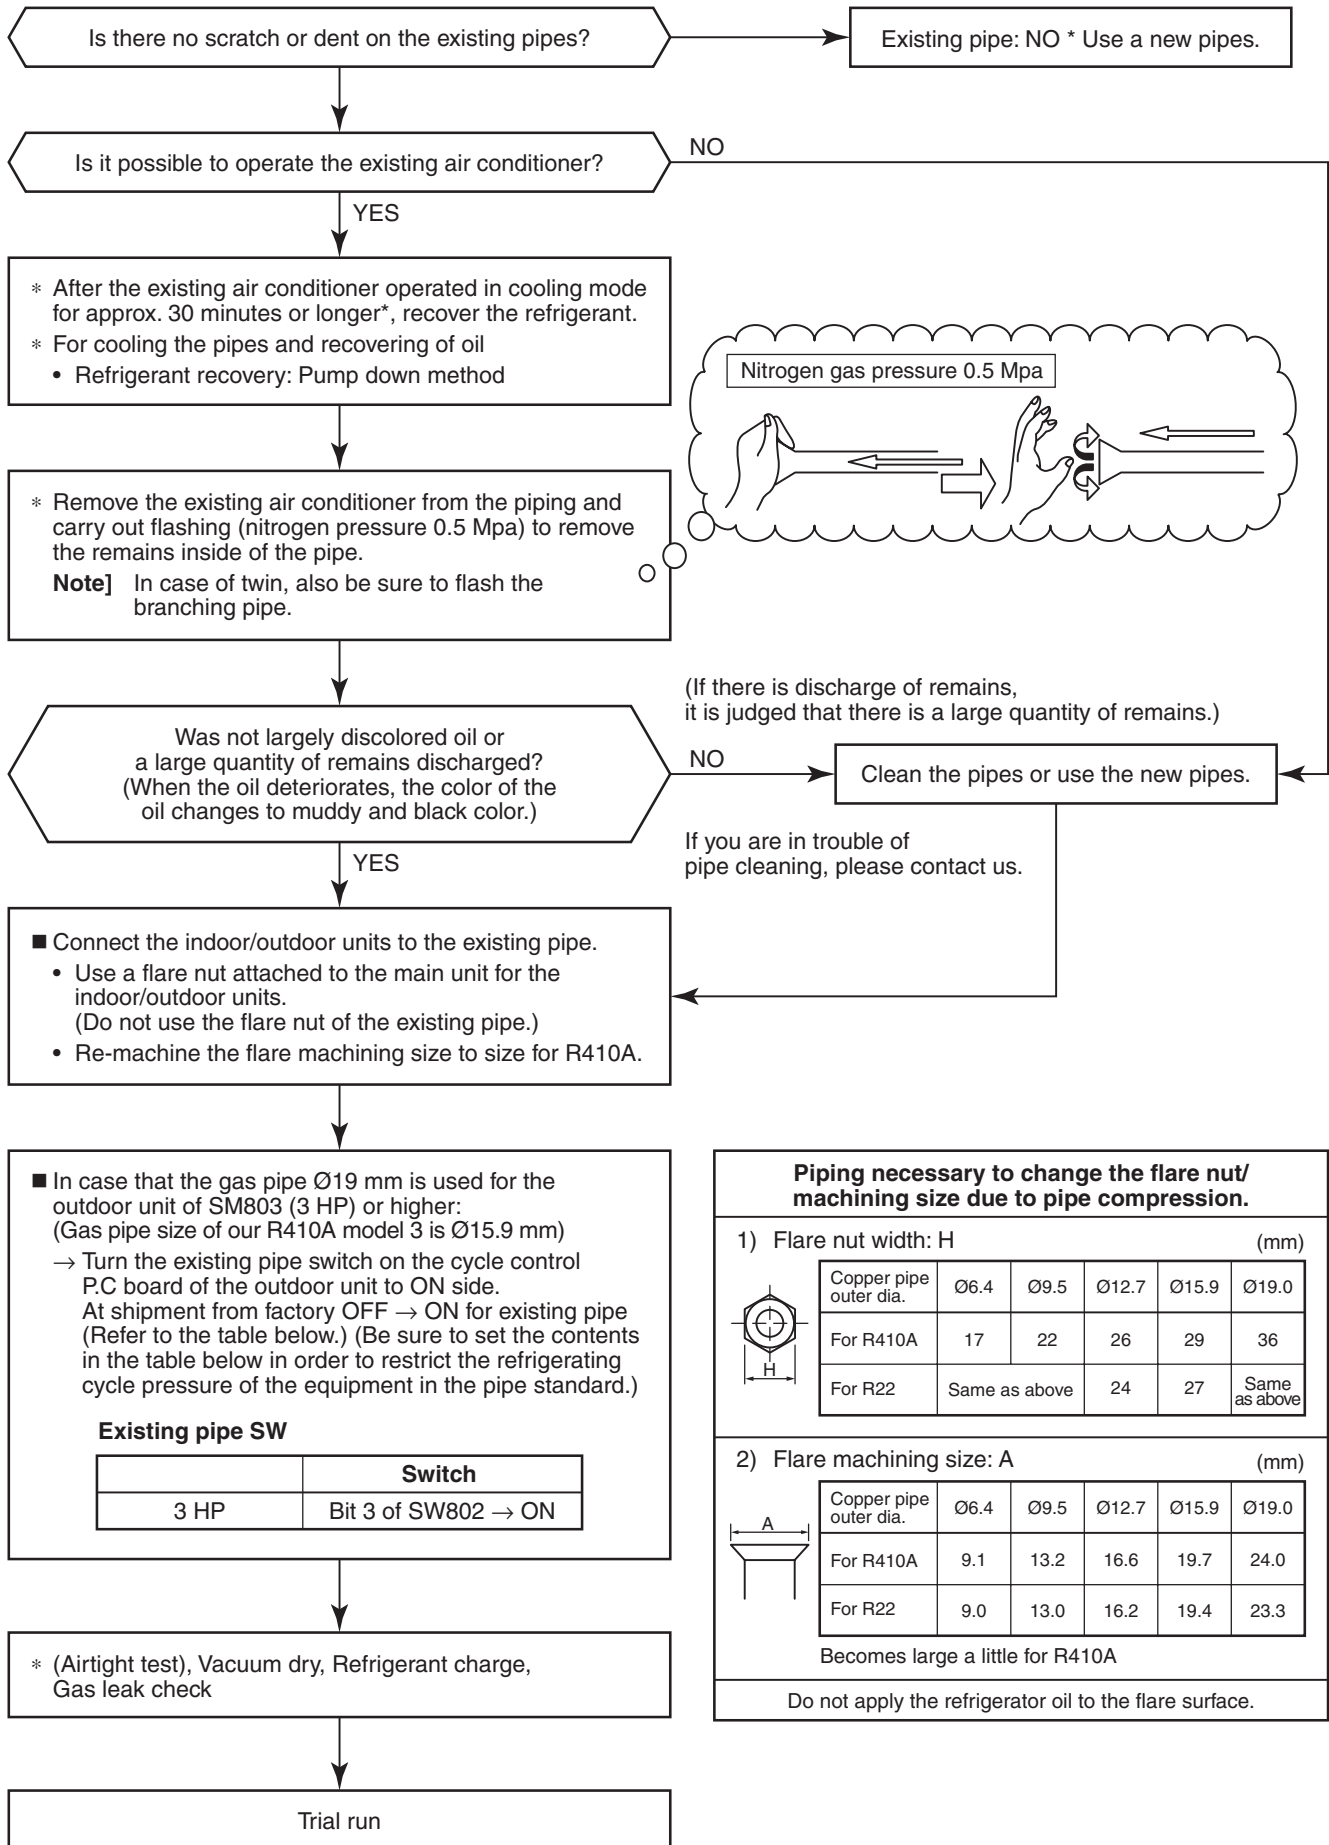 Is there no scratch or dent on the existing pipes?
Existing pipe: NO * Use a new pipes.
Is it possible to operate the existing air conditioner?
NO
YES
* After the existing air conditioner operated in cooling mode
for approx. 30 minutes or longer*, recover the refrigerant.
* For cooling the pipes and recovering of oil
• Refrigerant recovery: Pump down method
Nitrogen gas pressure 0.5 Mpa
* Remove the existing air conditioner from the piping and
carry out flashing (nitrogen pressure 0.5 Mpa) to remove
the remains inside of the pipe.
Note] In case of twin, also be sure to flash the
branching pipe.
(If there is discharge of remains,
it is judged that there is a large quantity of remains.)
Was not largely discolored oil or
a large quantity of remains discharged?
(When the oil deteriorates, the color of the
oil changes to muddy and black color.)
NO
Clean the pipes or use the new pipes.
If you are in trouble of
pipe cleaning, please contact us.
YES
■ Connect the indoor/outdoor units to the existing pipe.
• Use a flare nut attached to the main unit for the
indoor/outdoor units.
(Do not use the flare nut of the existing pipe.)
• Re-machine the flare machining size to size for R410A.
■ In case that the gas pipe Ø19 mm is used for the
outdoor unit of SM803 (3 HP) or higher:
(Gas pipe size of our R410A model 3 is Ø15.9 mm)
→ Turn the existing pipe switch on the cycle control
P.C board of the outdoor unit to ON side.
At shipment from factory OFF → ON for existing pipe
(Refer to the table below.) (Be sure to set the contents
in the table below in order to restrict the refrigerating
cycle pressure of the equipment in the pipe standard.)
Existing pipe SW
Switch
3 HP Bit 3 of SW802 → ON
* (Airtight test), Vacuum dry, Refrigerant charge,
Gas leak check
Trial run
Piping necessary to change the flare nut/
machining size due to pipe compression.
1) Flare nut width: H (mm)
H
Copper pipe
outer dia. Ø6.4 Ø9.5 Ø12.7 Ø15.9 Ø19.0
For R410A 17 22 26 29 36
For R22 Same as above 24 27 Same
as above
2) Flare machining size: A (mm)
A
Copper pipe
outer dia. Ø6.4 Ø9.5 Ø12.7 Ø15.9 Ø19.0
For R410A 9.1 13.2 16.6 19.7 24.0
For R22 9.0 13.0 16.2 19.4 23.3
Becomes large a little for R410A
Do not apply the refrigerator oil to the flare surface.